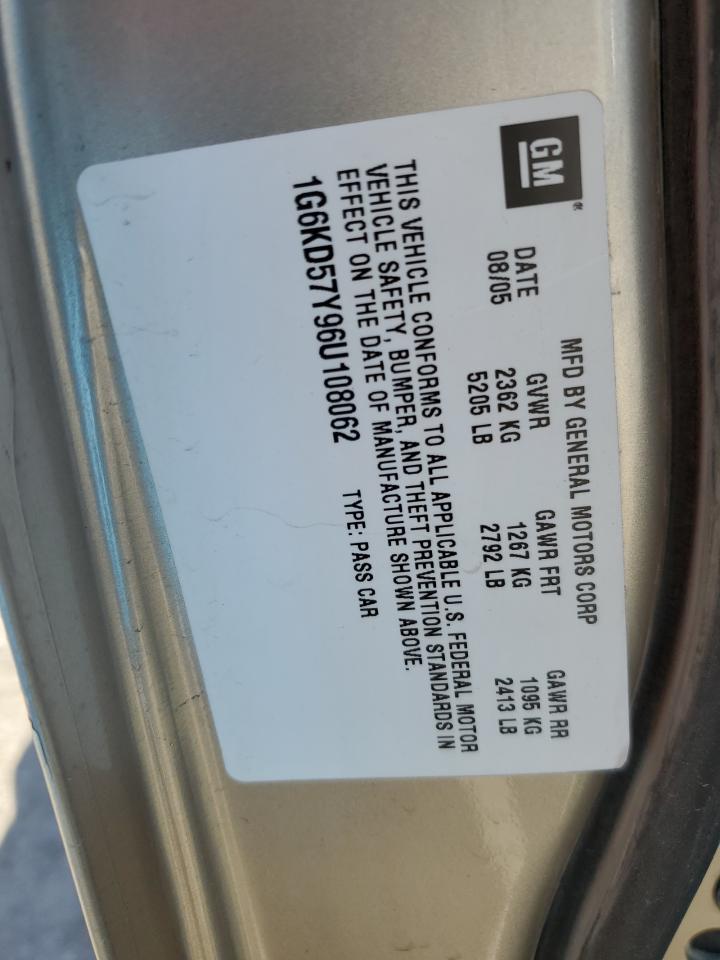 GM
MFD BY GENERAL MOTORS CORP
DATE GVWR GAWR FRT GAWR RR
08/05 2362 KG 1267 KG 1095 KG
5205 LB 2792 LB 2413 LB
THIS VEHICLE CONFORMS TO ALL APPLICABLE U.S. FEDERAL MOTOR
VEHICLE SAFETY, BUMPER, AND THEFT PREVENTION STANDARDS IN
EFFECT ON THE DATE OF MANUFACTURE SHOWN ABOVE.
1G6KD57Y96U108062 TYPE: PASS CAR